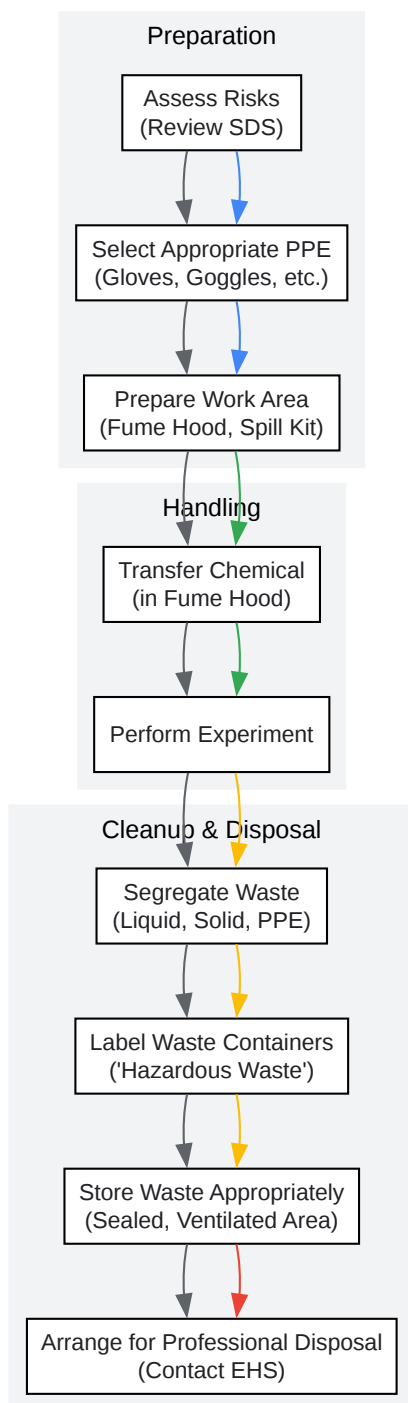 Preparation
Assess Risks
(Review SDS)
Select Appropriate PPE
(Gloves, Goggles, etc.)
Prepare Work Area
(Fume Hood, Spill Kit)
Handling
Transfer Chemical
(in Fume Hood)
Perform Experiment
Cleanup & Disposal
Segregate Waste
(Liquid, Solid, PPE)
Label Waste Containers
('Hazardous Waste')
Store Waste Appropriately
(Sealed, Ventilated Area)
Arrange for Professional Disposal
(Contact EHS)